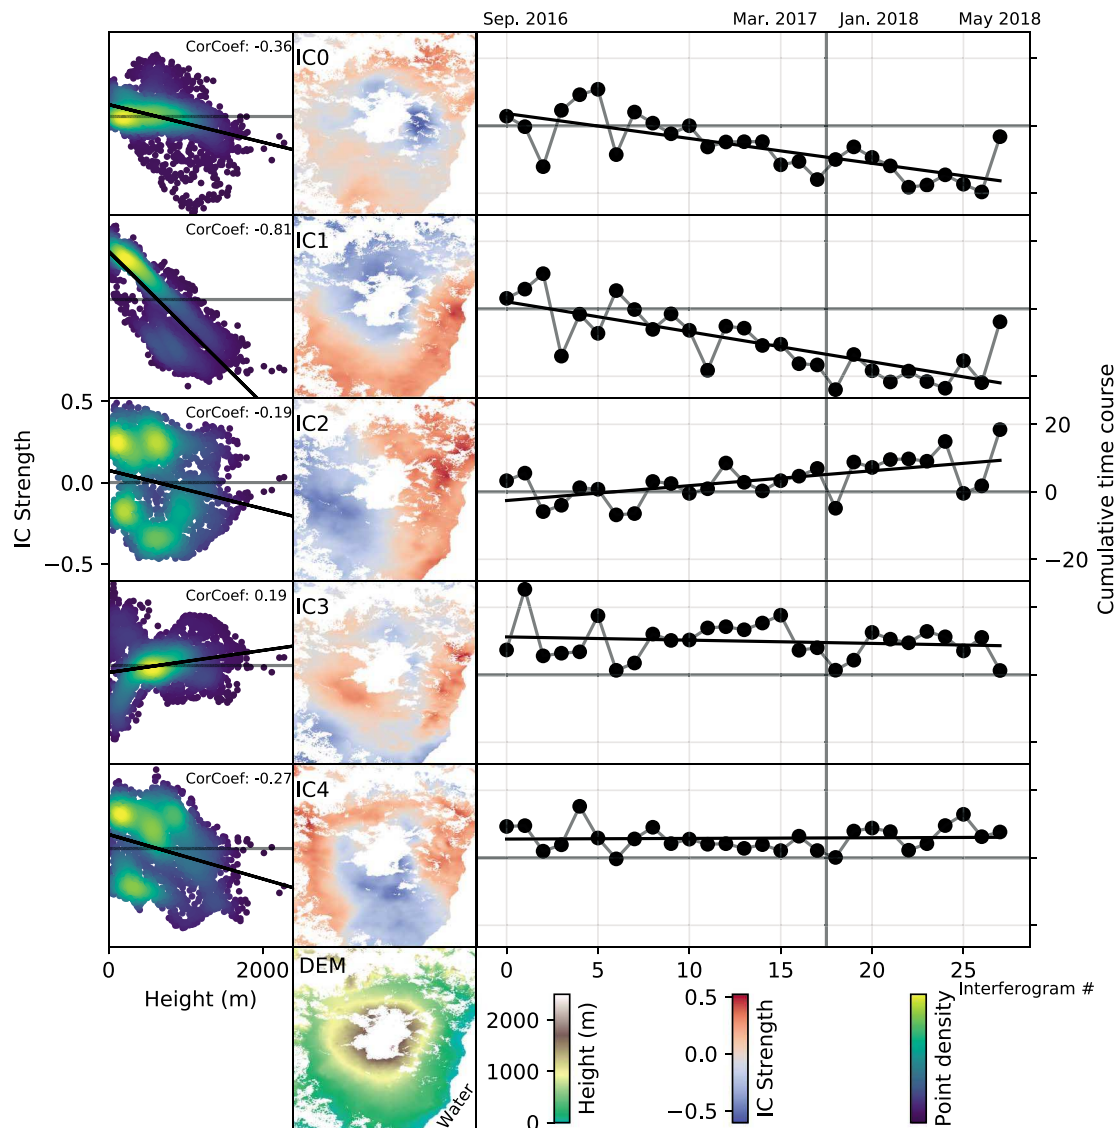 Sep. 2016 Mar. 2017 Jan. 2018 May 2018
CorCoef: -0.36
IC0
CorCoef: -0.81
IC1
0.5
0.0
−0.5
IC Strength
CorCoef: -0.19
IC2
20
0
−20
Cumulative time course
CorCoef: 0.19
IC3
CorCoef: -0.27
IC4
0 2000
Height (m)
DEM
Water
0 5 10 15 20 25
Interferogram #
2000
1000
0
Height (m)
0.5
0.0
−0.5
IC Strength
Point density